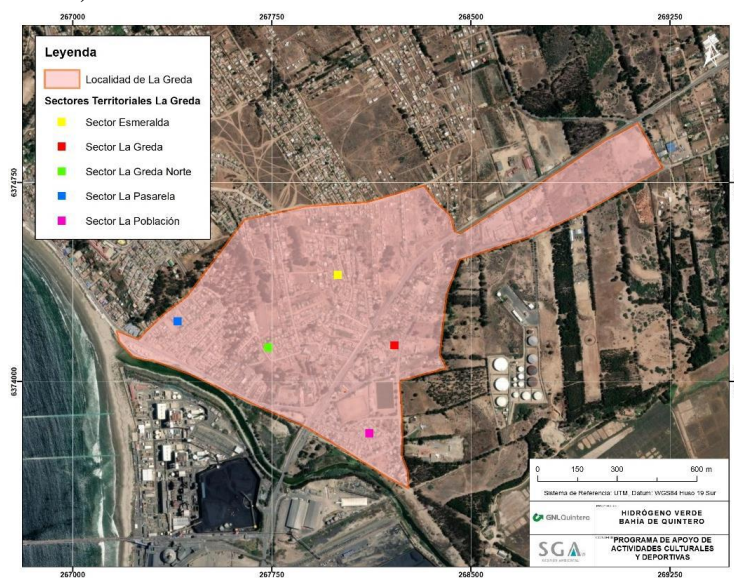 267000
267750
268500
269250
Leyenda
Localidad de La Greda
Sectores Territoriales La Greda
Sector Esmeralda
Sector La Greda
Sector La Greda Norte
Sector La Pasarela
Sector La Población
6374750
6374000
0 150 300 600 m
Sistema de Referencia: UTM, Datum: WGS84 Huso 19 Sur
GNLQuintero
HIDRÓGENO VERDE
BAHÍA DE QUINTERO
SGA
PROGRAMA DE APOYO DE
ACTIVIDADES CULTURALES
Y DEPORTIVAS
267000
267750
268500
269250